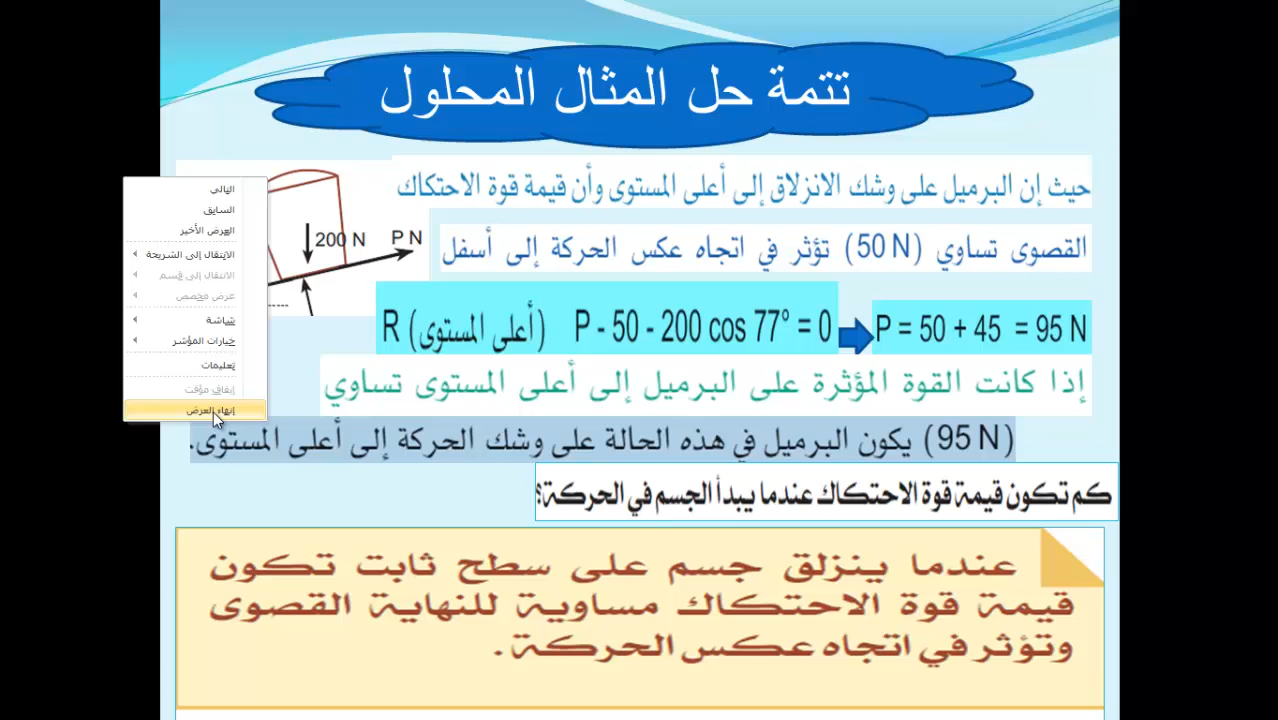 تتمة حل المثال المحلول
حيث إن البرميل على وشك الانزلاق إلى أعلى المستوى وأن قيمة قوة الاحتكاك
القصوى تساوي (50 N) تؤثر في اتجاه عكس الحركة إلى أسفل
200 N
P N
R (أعلى المستوى) P - 50 - 200 cos 77° = 0
P = 50 + 45 = 95 N
إذا كانت القوة المؤثرة على البرميل إلى أعلى المستوى تساوي
(95 N) يكون البرميل في هذه الحالة على وشك الحركة إلى أعلى المستوى.
كم تكون قيمة قوة الاحتكاك عندما يبدأ الجسم في الحركة؟
عندما ينزلق جسم على سطح ثابت تكون
قيمة قوة الاحتكاك مساوية للنهاية القصوى
وتؤثر في اتجاه عكس الحركة.
التالي
السابق
العرض الأخير
الانتقال إلى الشريحة
الانتقال إلى قسم
عرض مخصص
شاشة
خيارات المؤشر
تعليمات
إيقاف مؤقت
إنهاء العرض